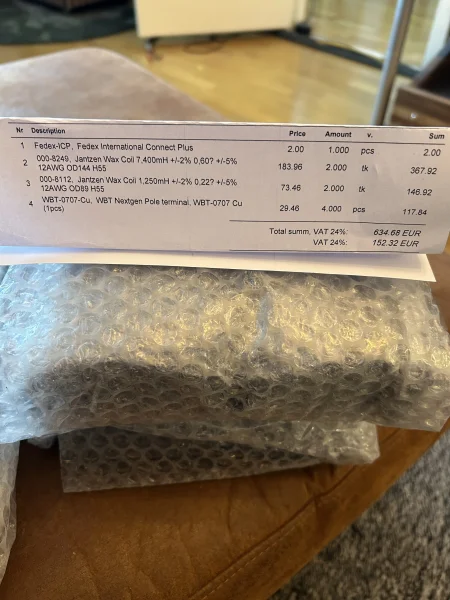 Nr Description Price Amount v. Sum
1 Fedex-ICP, Fedex International Connect Plus 2.00 1.000 pcs 2.00
2 000-8249, Jantzen Wax Coil 7,400mH +/-2% 0,60? +/-5% 183.96 2.000 tk 367.92
12AWG OD144 H55
3 000-8112, Jantzen Wax Coil 1,250mH +/-2% 0,22? +/-5% 73.46 2.000 tk 146.92
12AWG OD89 H55
4 WBT-0707-Cu, WBT Nextgen Pole terminal, WBT-0707 Cu 29.46 4.000 pcs 117.84
(1pcs)
Total summ, VAT 24%: 634.68 EUR
VAT 24%: 152.32 EUR